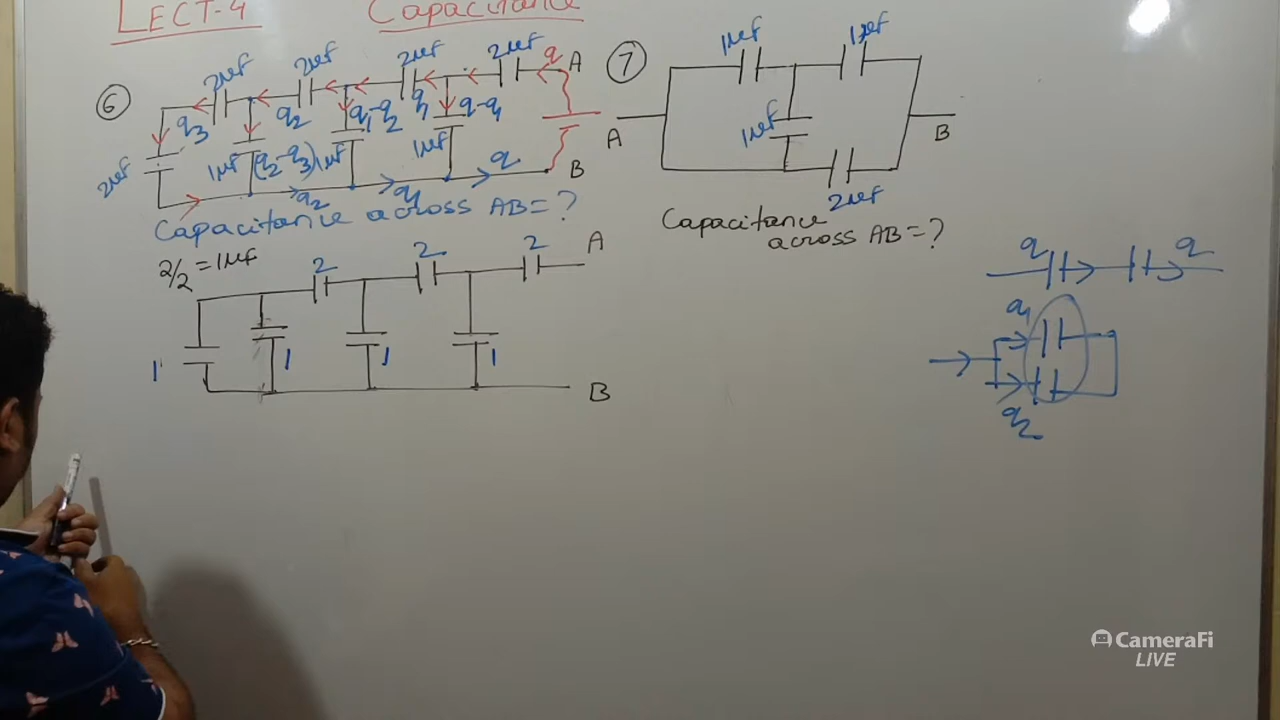 LECT-4 Capacitance
6
2μF 2μF 2μF 2μF q A
q3 q2 q1-q2 q1 q-q1
2μF 1μF (q2-q3) 1μF 1μF
q2 q1 q B
Capacitance across AB=?
2/2 = 1μF
2 2 2 A
1 1 1 1
B
7
1μF 1μF
A 1μF B
2μF
Capacitance
across AB=?
q q
q1
q2
CameraFi
LIVE